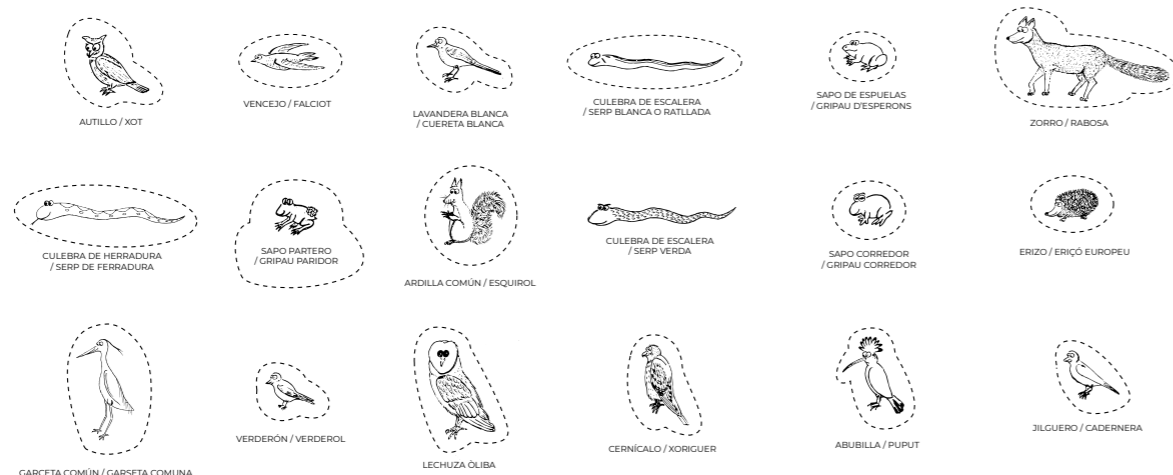 AUTILLO / XOT
VENCEJO / FALCIOT
LAVANDERA BLANCA
/ CUERETA BLANCA
CULEBRA DE ESCALERA
/ SERP BLANCA O RATLLADA
SAPO DE ESPUELAS
/ GRIPAU D'ESPERONS
ZORRO / RABOSA
CULEBRA DE HERRADURA
/ SERP DE FERRADURA
SAPO PARTERO
/ GRIPAU PARIDOR
ARDILLA COMÚN / ESQUIROL
CULEBRA DE ESCALERA
/ SERP VERDA
SAPO CORREDOR
/ GRIPAU CORREDOR
ERIZO / ERIÇÓ EUROPEU
GARCETA COMÚN / GARSETA COMUNA
VERDERÓN / VERDEROL
LECHUZA ÒLIBA
CERNÍCALO / XORIGUER
ABUBILLA / PUPUT
JILGUERO / CADERNERA